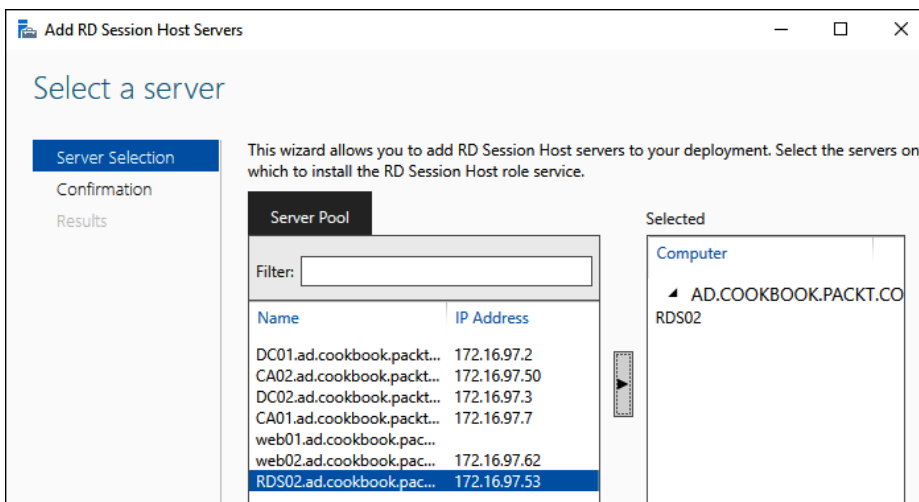 Add RD Session Host Servers
Select a server
Server Selection
Confirmation
Results
This wizard allows you to add RD Session Host servers to your deployment. Select the servers on
which to install the RD Session Host role service.
Server Pool
Filter:
Name IP Address
DC01.ad.cookbook.packt... 172.16.97.2
CA02.ad.cookbook.packt... 172.16.97.50
DC02.ad.cookbook.packt... 172.16.97.3
CA01.ad.cookbook.packt... 172.16.97.7
web01.ad.cookbook.pac...
web02.ad.cookbook.pac... 172.16.97.62
RDS02.ad.cookbook.pac... 172.16.97.53
Selected
Computer
AD.COOKBOOK.PACKT.CO
RDS02